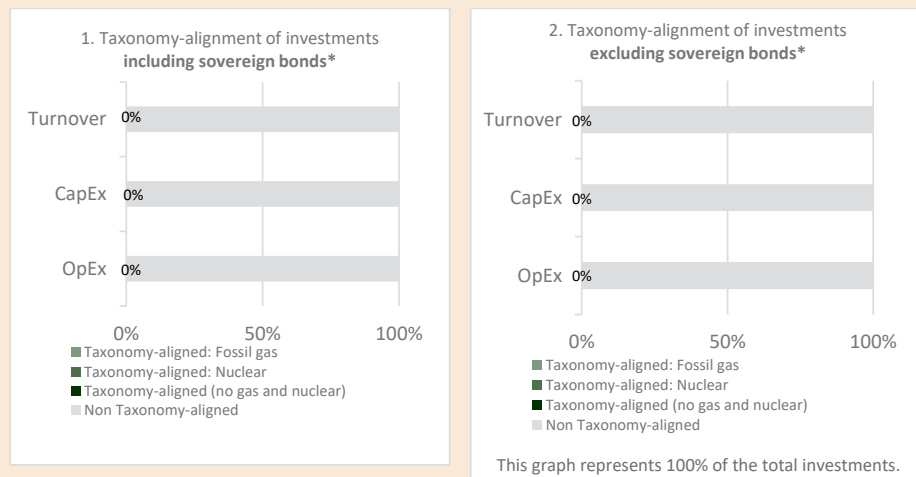 1. Taxonomy-alignment of investments
including sovereign bonds*
Turnover
0%
CapEx
0%
OpEx
0%
0%
50%
100%
Taxonomy-aligned: Fossil gas
Taxonomy-aligned: Nuclear
Taxonomy-aligned (no gas and nuclear)
Non Taxonomy-aligned
2. Taxonomy-alignment of investments
excluding sovereign bonds*
Turnover
0%
CapEx
0%
OpEx
0%
0%
50%
100%
Taxonomy-aligned: Fossil gas
Taxonomy-aligned: Nuclear
Taxonomy-aligned (no gas and nuclear)
Non Taxonomy-aligned
This graph represents 100% of the total investments.